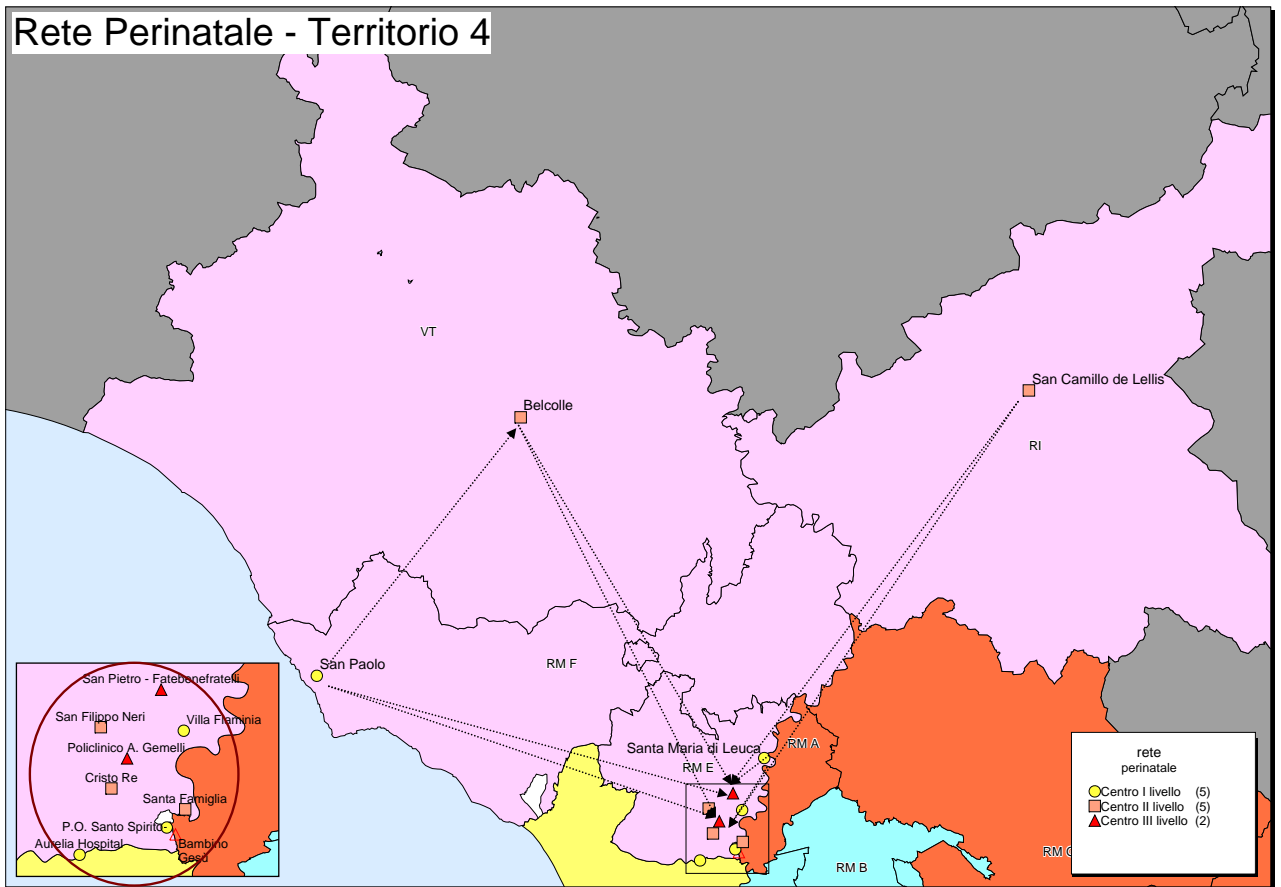 Rete Perinatale - Territorio 4
VT
San Camillo de Lellis
Belcolle
RI
San Paolo
RM F
Santa Maria di Leuca
RM A
RM E
RM B
RM
San Pietro - Fatebenefratelli
San Filippo Neri
Villa Flaminia
Policlinico A. Gemelli
Cristo Re
Santa Famiglia
P.O. Santo Spirito
Aurelia Hospital
Bambino
Gesù
rete
perinatale
Centro I livello (5)
Centro II livello (5)
Centro III livello (2)